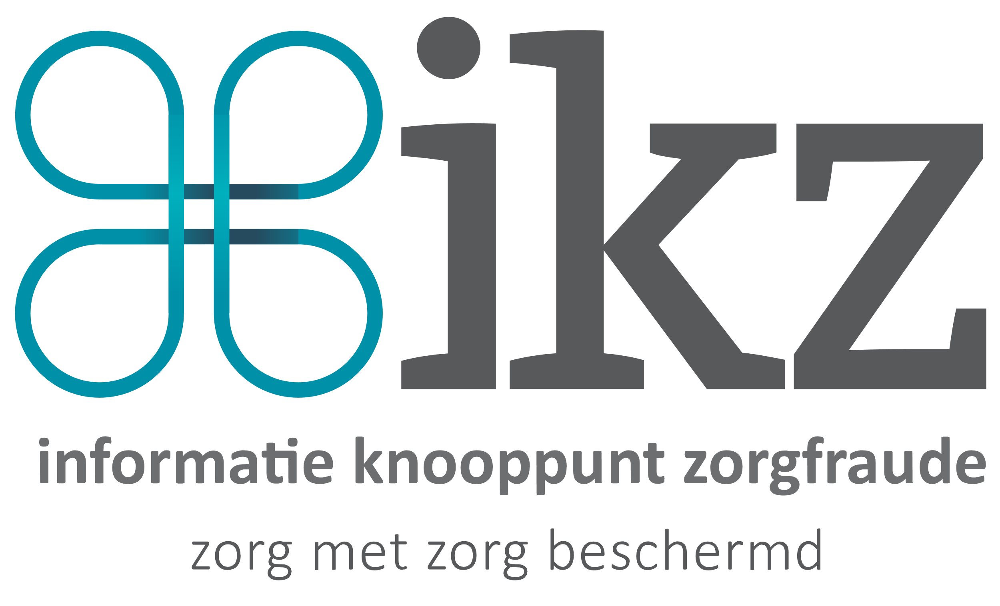 ikz
informatie knooppunt zorgfraude
zorg met zorg beschermd